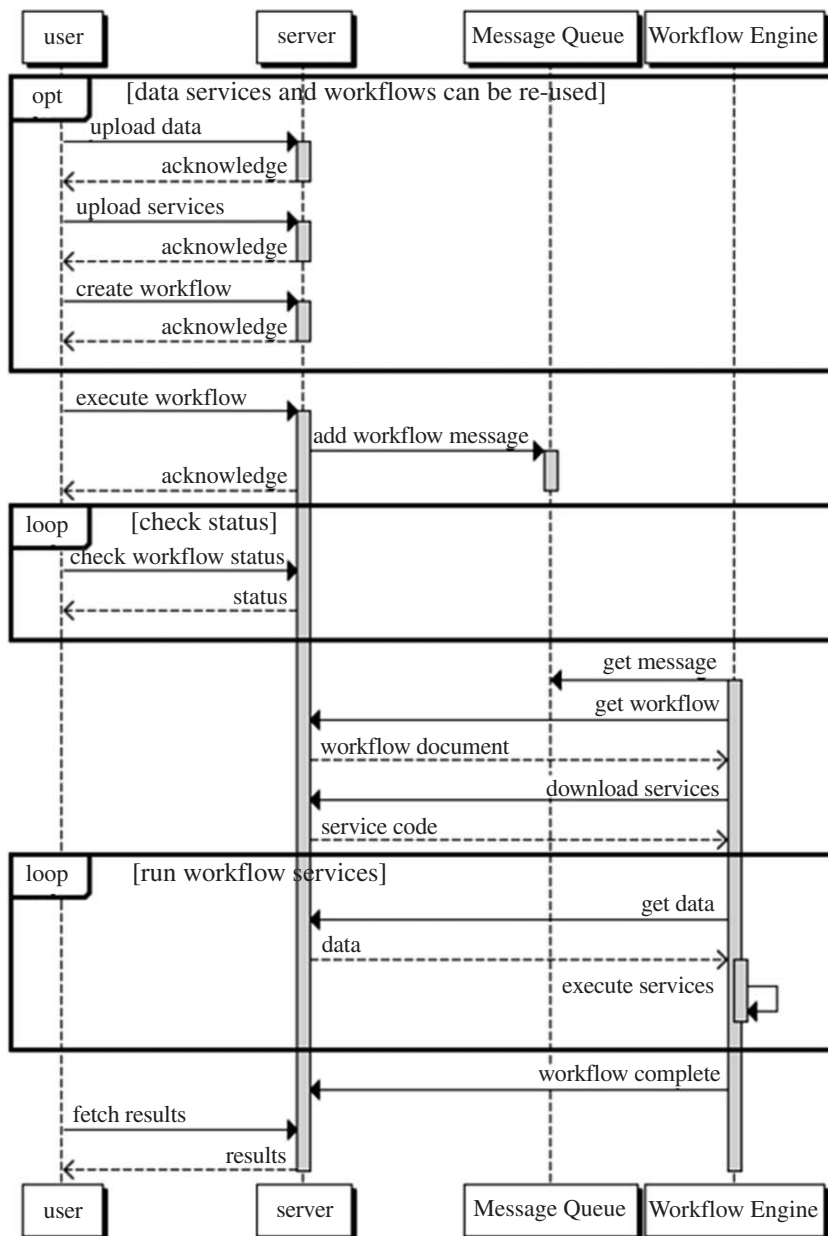 user
server
Message Queue
Workflow Engine
opt
[data services and workflows can be re-used]
upload data
acknowledge
upload services
acknowledge
create workflow
acknowledge
execute workflow
add workflow message
acknowledge
loop
[check status]
check workflow status
status
get message
get workflow
workflow document
download services
service code
loop
[run workflow services]
get data
data
execute services
workflow complete
fetch results
results
user
server
Message Queue
Workflow Engine